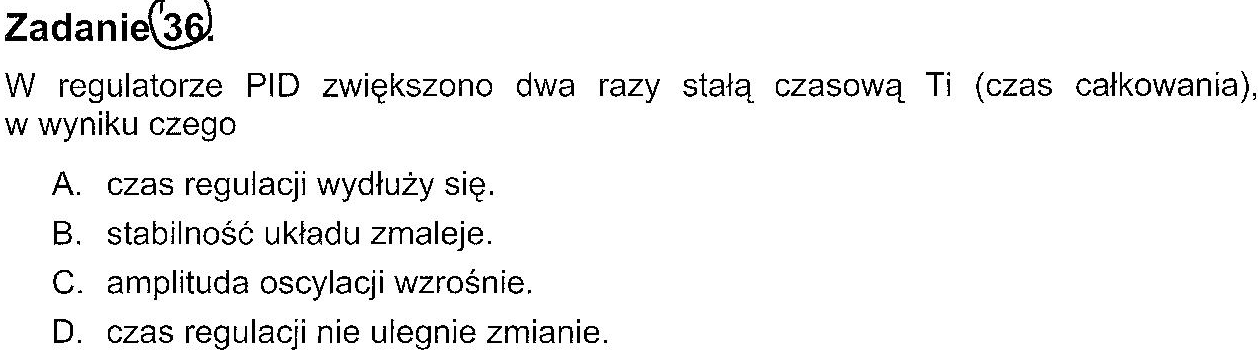 Zadanie 36.
W regulatorze PID zwiększono dwa razy stałą czasową Ti (czas całkowania),
w wyniku czego
A. czas regulacji wydłuży się.
B. stabilność układu zmaleje.
C. amplituda oscylacji wzrośnie.
D. czas regulacji nie ulegnie zmianie.